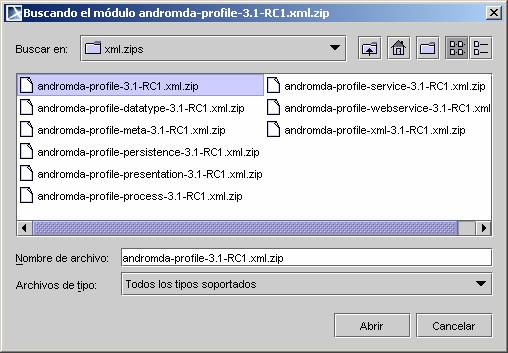 Buscando el módulo andromda-profile-3.1-RC1.xml.zip
Buscar en: xml.zips
andromda-profile-3.1-RC1.xml.zip
andromda-profile-datatype-3.1-RC1.xml.zip
andromda-profile-meta-3.1-RC1.xml.zip
andromda-profile-persistence-3.1-RC1.xml.zip
andromda-profile-presentation-3.1-RC1.xml.zip
andromda-profile-process-3.1-RC1.xml.zip
andromda-profile-service-3.1-RC1.xml.zip
andromda-profile-webservice-3.1-RC1.xml
andromda-profile-xml-3.1-RC1.xml.zip
Nombre de archivo: andromda-profile-3.1-RC1.xml.zip
Archivos de tipo: Todos los tipos soportados
Abrir Cancelar